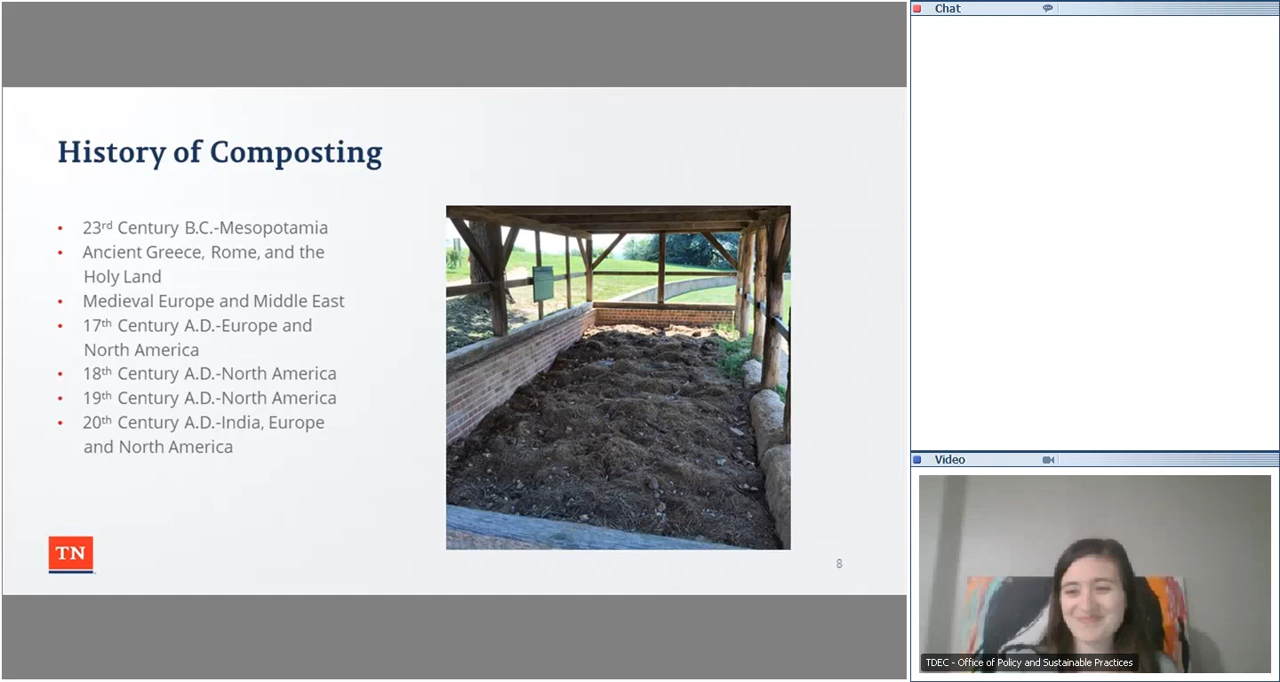 History of Composting
• 23rd Century B.C.-Mesopotamia
• Ancient Greece, Rome, and the
Holy Land
• Medieval Europe and Middle East
• 17th Century A.D.-Europe and
North America
• 18th Century A.D.-North America
• 19th Century A.D.-North America
• 20th Century A.D.-India, Europe
and North America
TN
8
Chat
Video
TDEC - Office of Policy and Sustainable Practices